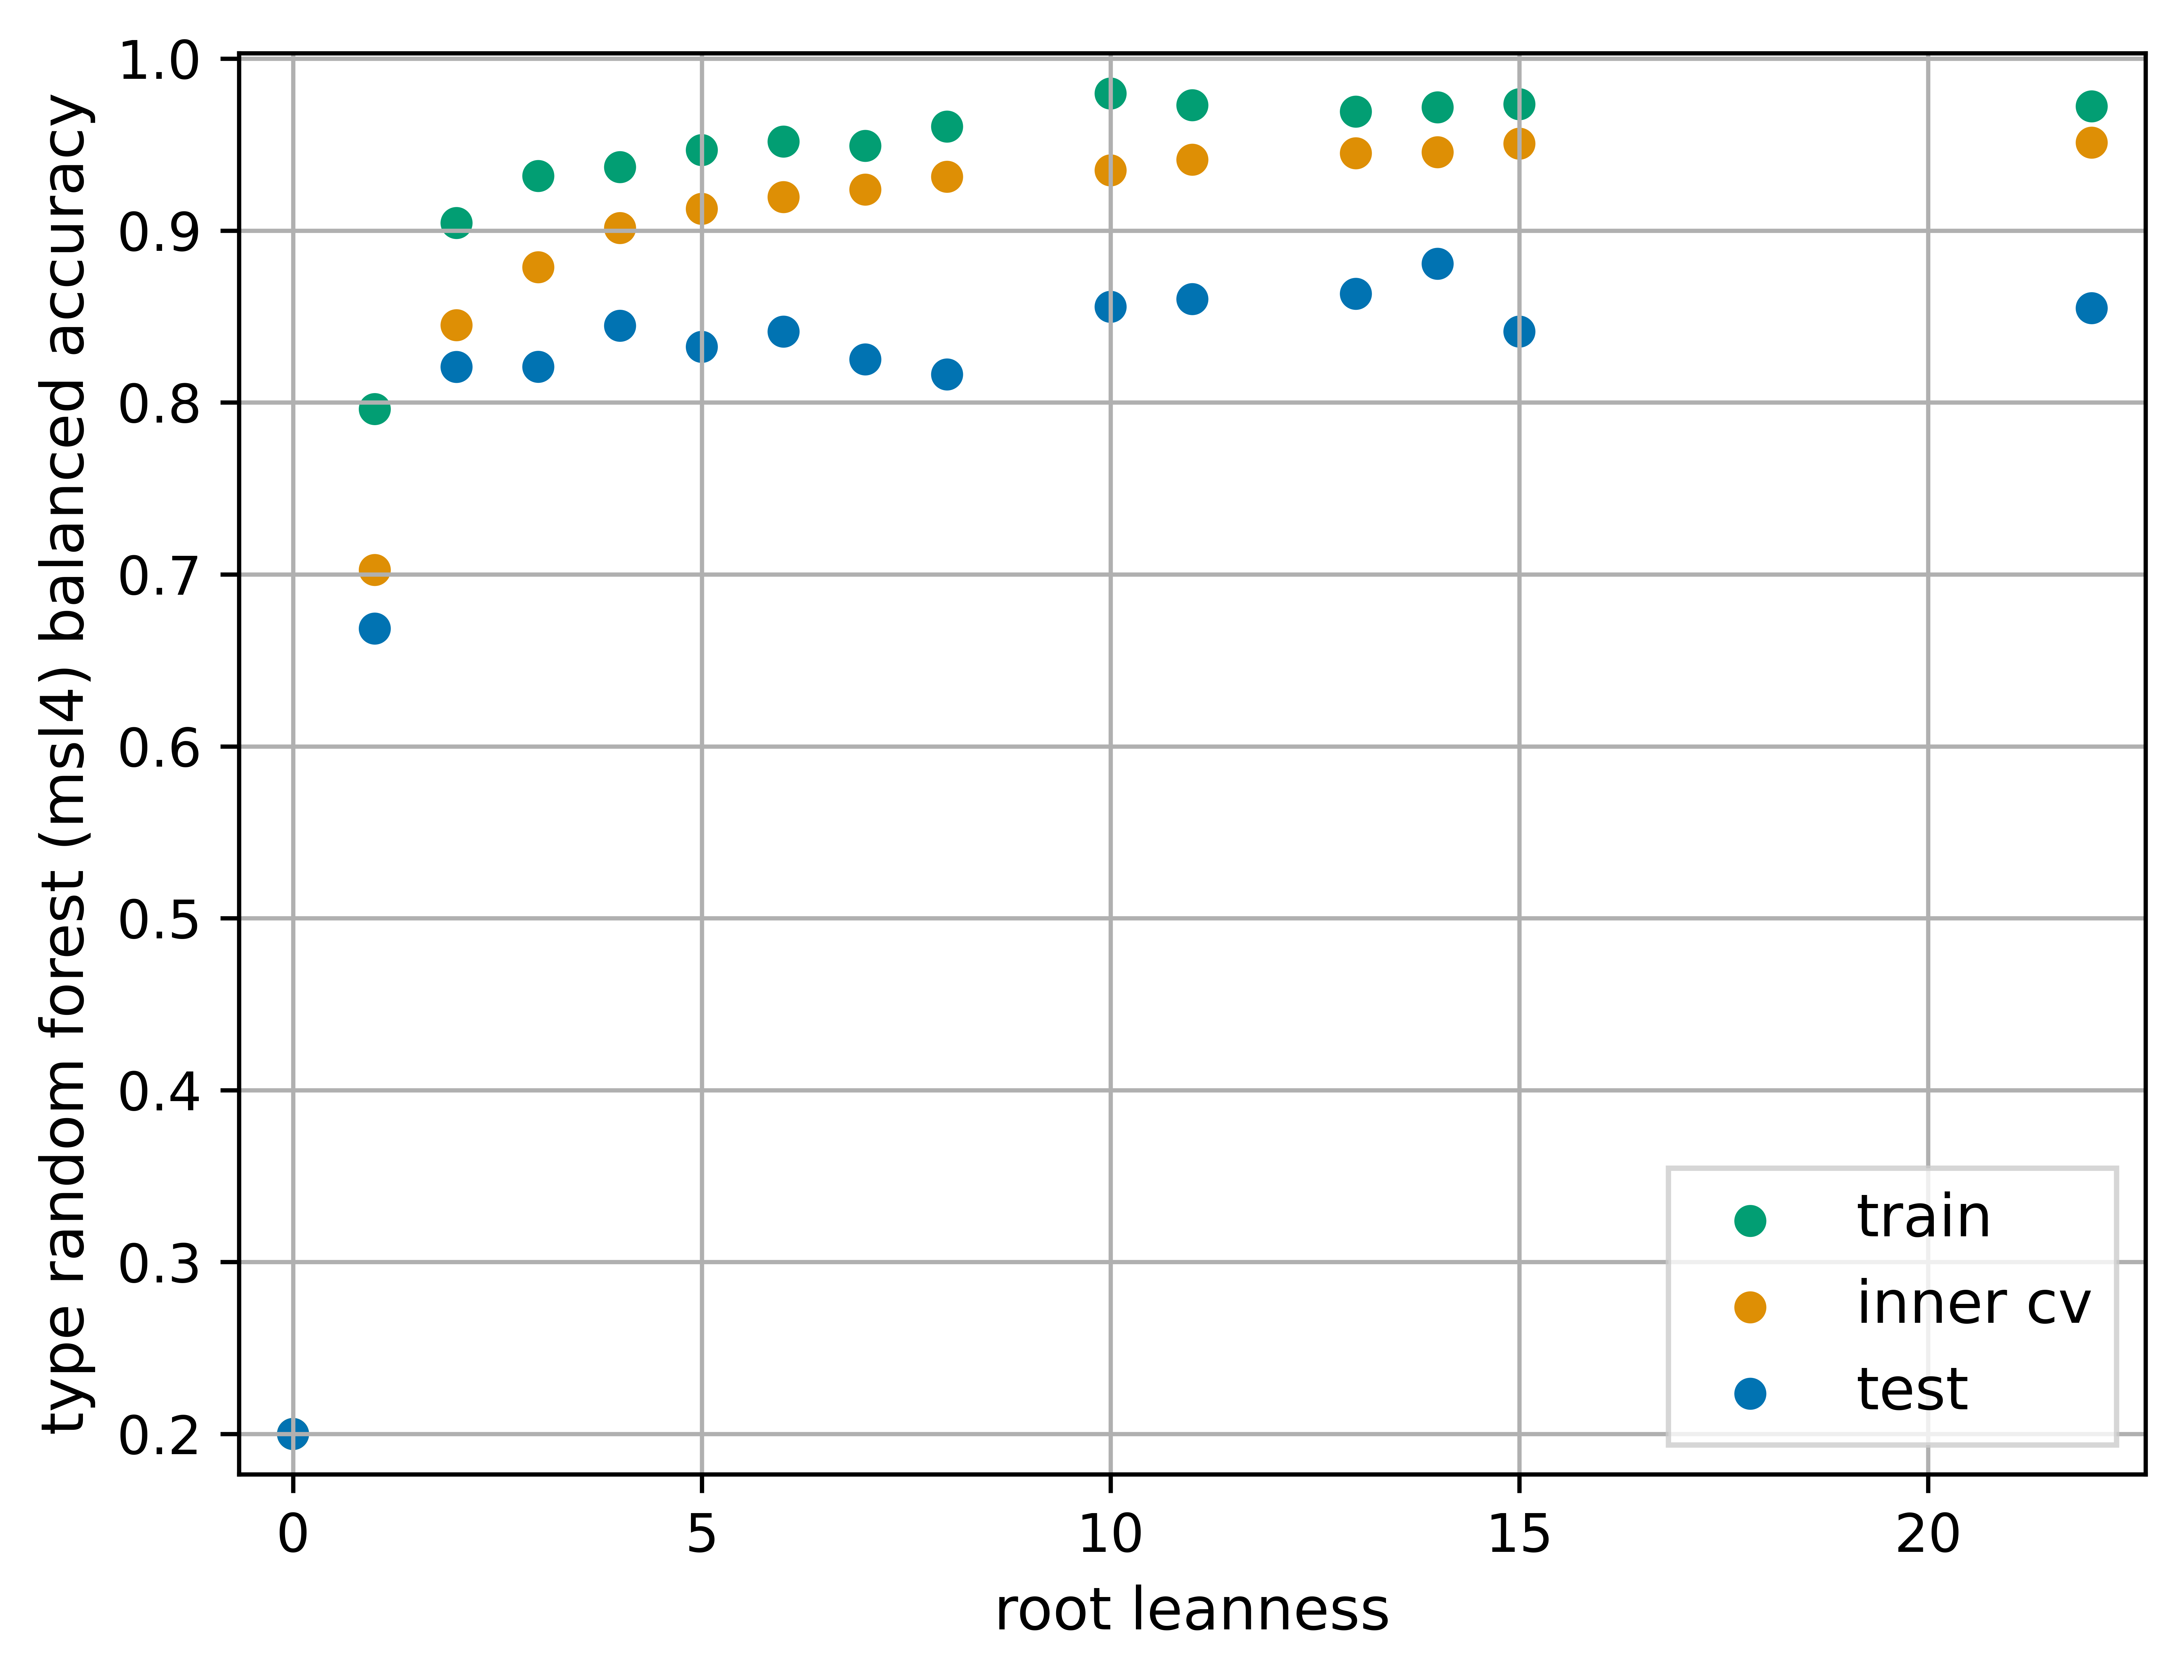 type random forest (msl4) balanced accuracy
1.0
0.9
0.8
0.7
0.6
0.5
0.4
0.3
0.2
0 5 10 15 20
root leanness
train
inner cv
test